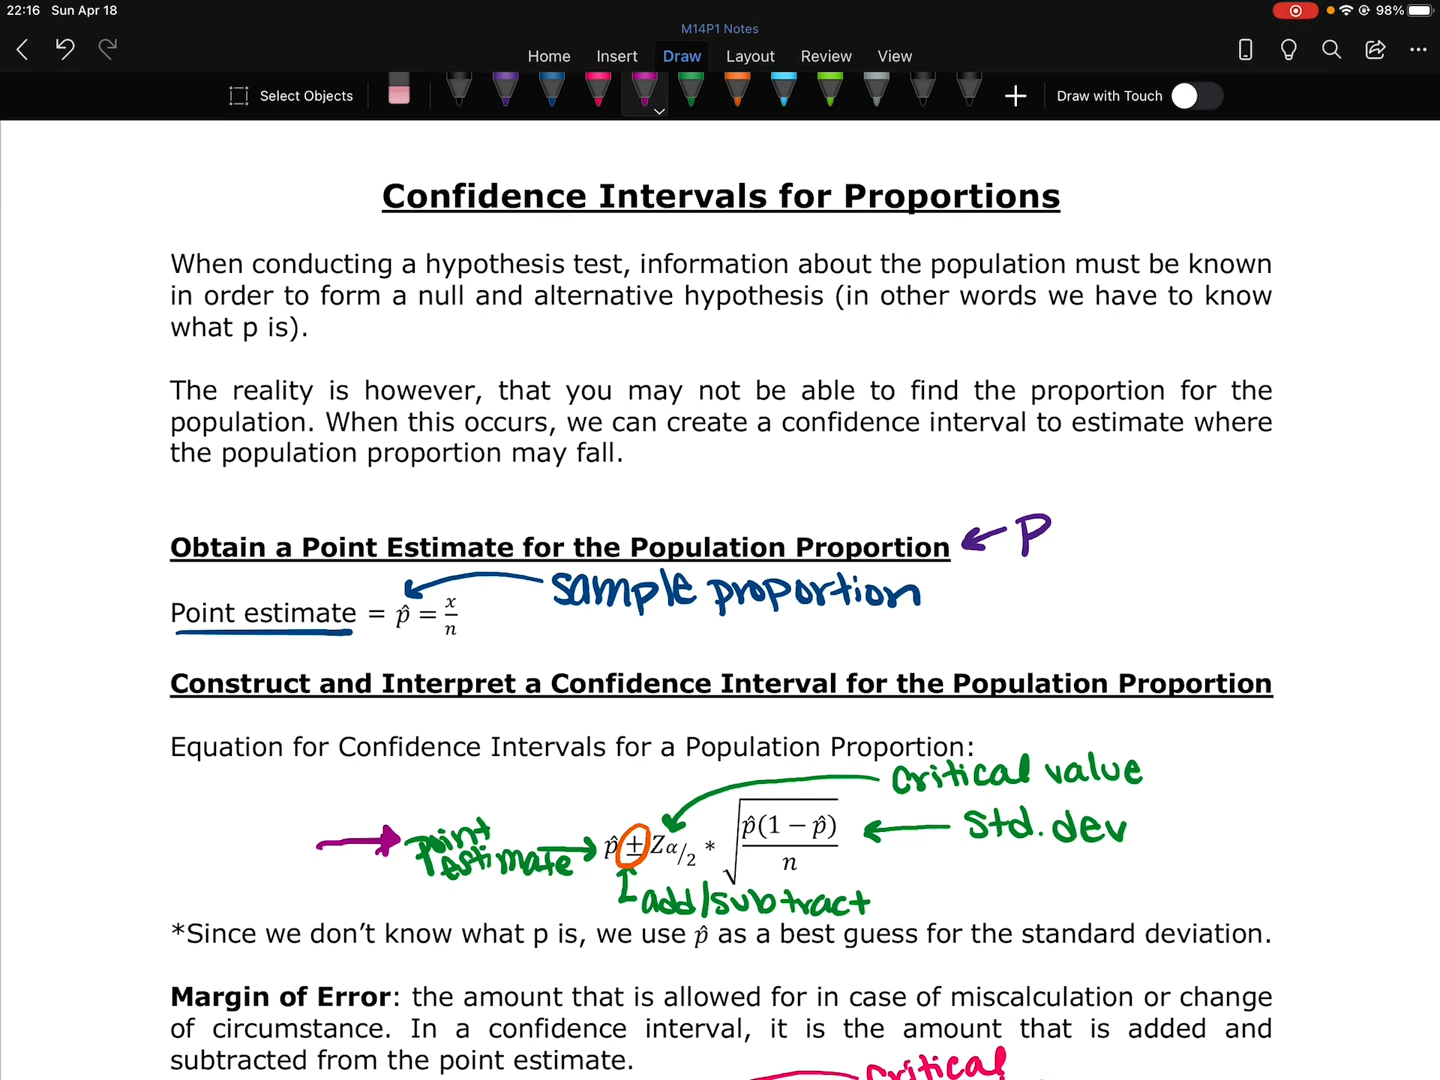 22:16 Sun Apr 18
98%
M14P1 Notes
Home Insert Draw Layout Review View
Select Objects
Draw with Touch
Confidence Intervals for Proportions
When conducting a hypothesis test, information about the population must be known
in order to form a null and alternative hypothesis (in other words we have to know
what p is).
The reality is however, that you may not be able to find the proportion for the
population. When this occurs, we can create a confidence interval to estimate where
the population proportion may fall.
Obtain a Point Estimate for the Population Proportion ← P
sample proportion
Point estimate = p̂ = x/n
Construct and Interpret a Confidence Interval for the Population Proportion
Equation for Confidence Intervals for a Population Proportion:
critical value
point estimate → p̂ ± Zα/2 * √(p̂(1 − p̂)/n) ← Std. dev
add/subtract
*Since we don't know what p is, we use p̂ as a best guess for the standard deviation.
Margin of Error: the amount that is allowed for in case of miscalculation or change
of circumstance. In a confidence interval, it is the amount that is added and
subtracted from the point estimate.
critical